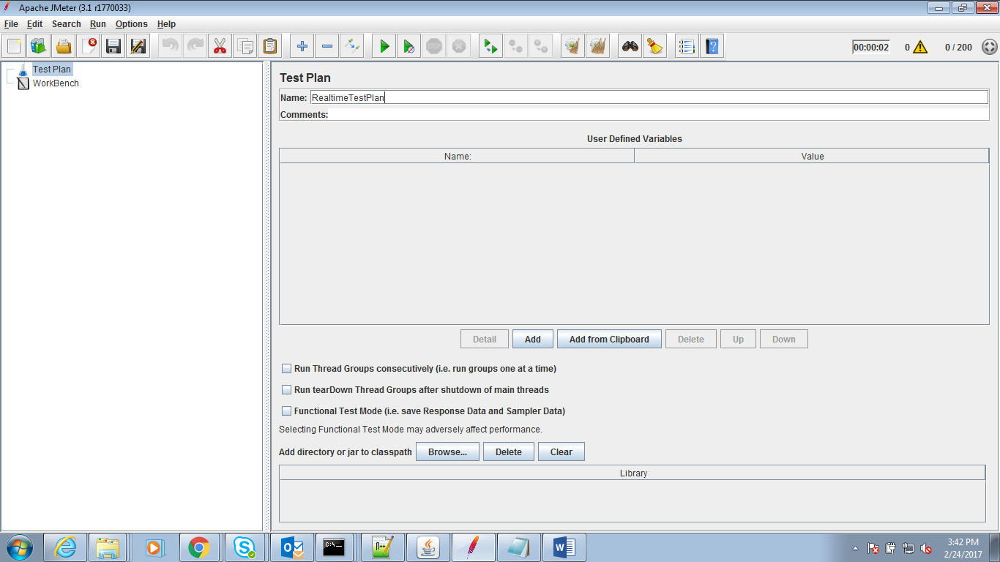 Apache JMeter (3.1 r1770033)
File Edit Search Run Options Help
STOP
00:00:02 0 0 / 200
Test Plan
WorkBench
Test Plan
Name: RealtimeTestPlan
Comments:
User Defined Variables
Name: Value
Detail Add Add from Clipboard Delete Up Down
Run Thread Groups consecutively (i.e. run groups one at a time)
Run tearDown Thread Groups after shutdown of main threads
Functional Test Mode (i.e. save Response Data and Sampler Data)
Selecting Functional Test Mode may adversely affect performance.
Add directory or jar to classpath Browse... Delete Clear
Library
3:42 PM
2/24/2017